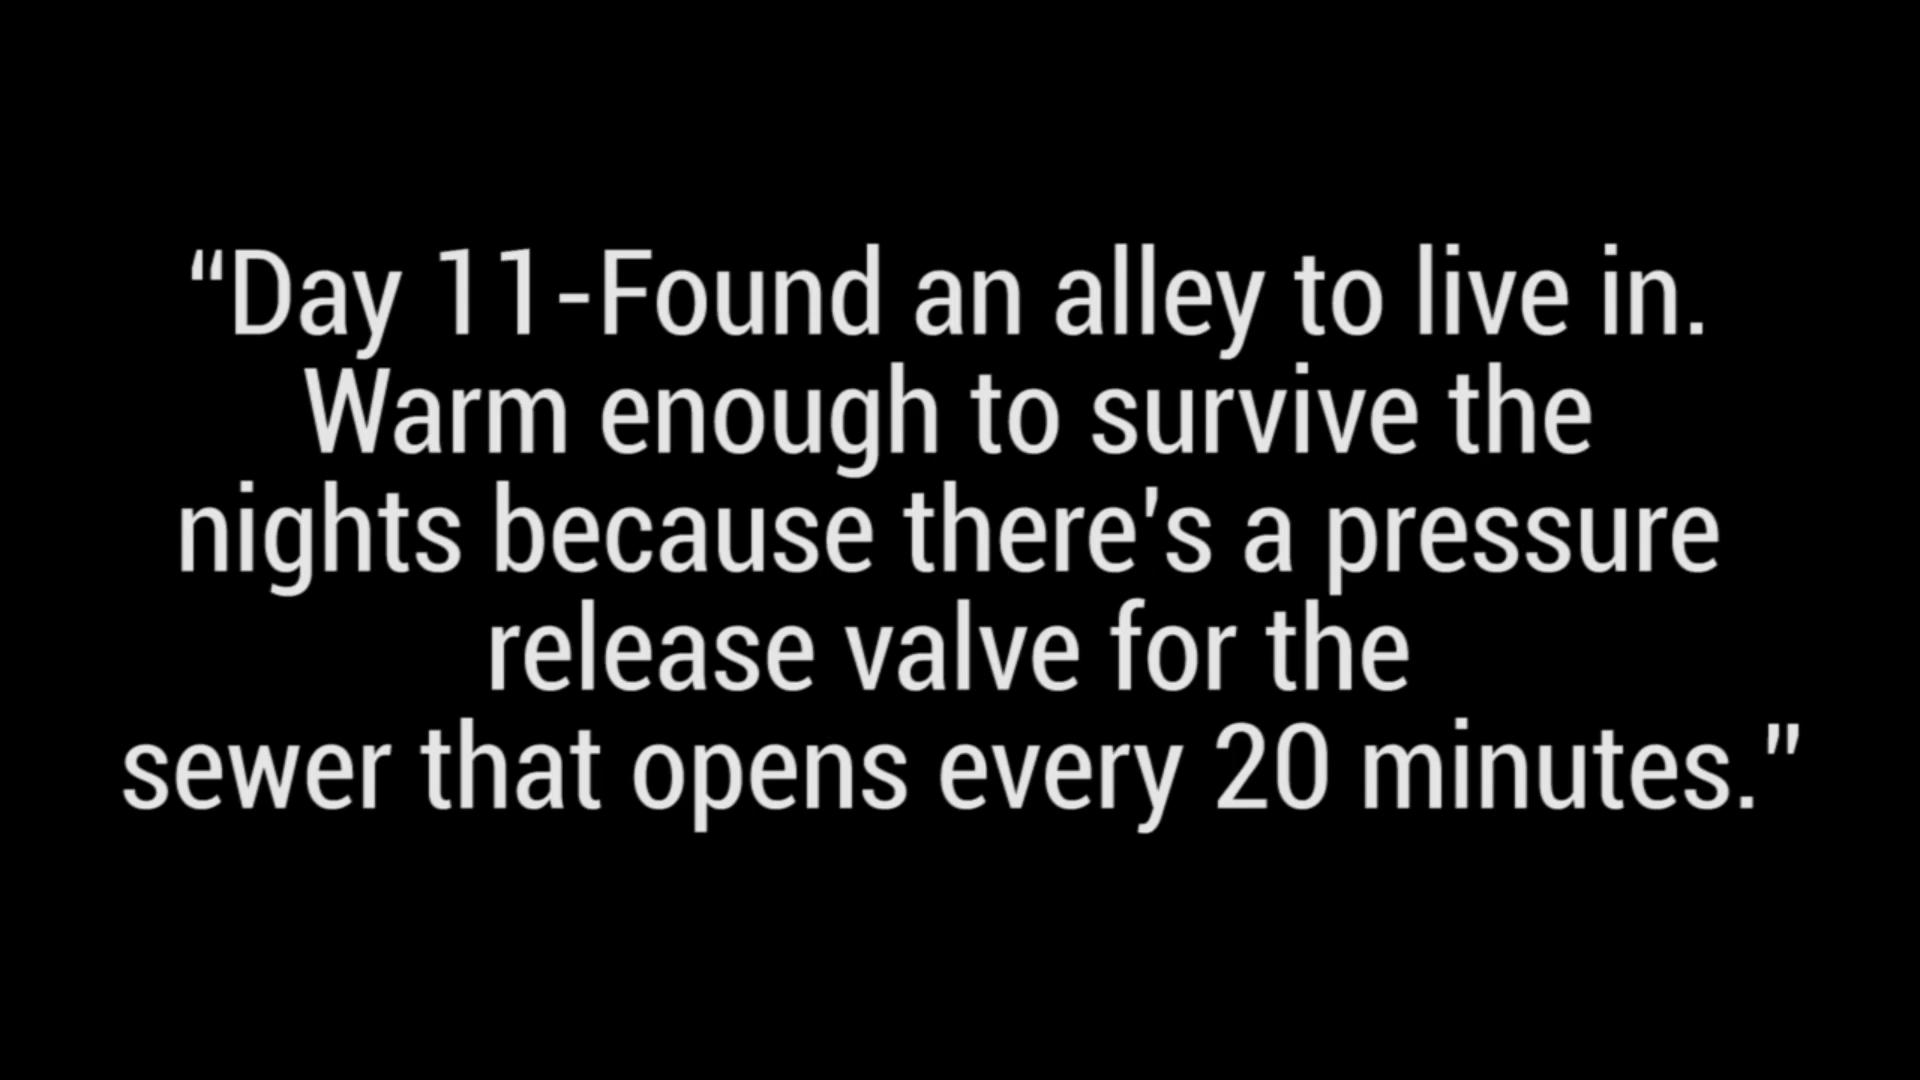 “Day 11-Found an alley to live in.
Warm enough to survive the
nights because there's a pressure
release valve for the
sewer that opens every 20 minutes.”